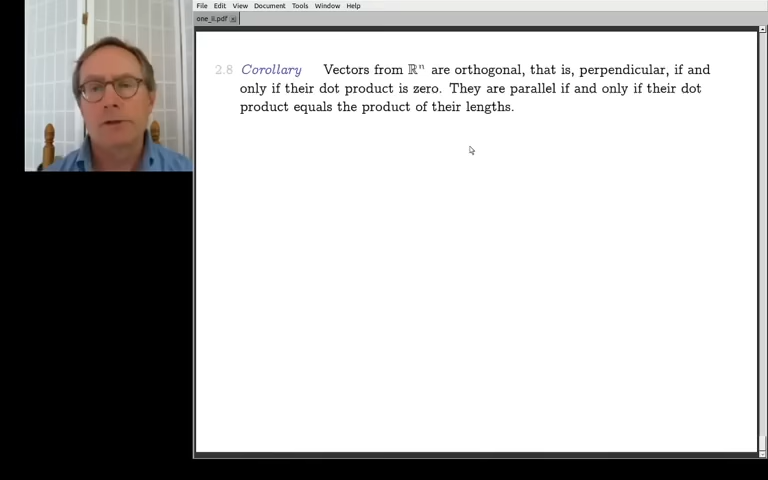 File Edit View Document Tools Window Help
one_ii.pdf
2.8 Corollary Vectors from ℝⁿ are orthogonal, that is, perpendicular, if and
only if their dot product is zero. They are parallel if and only if their dot
product equals the product of their lengths.